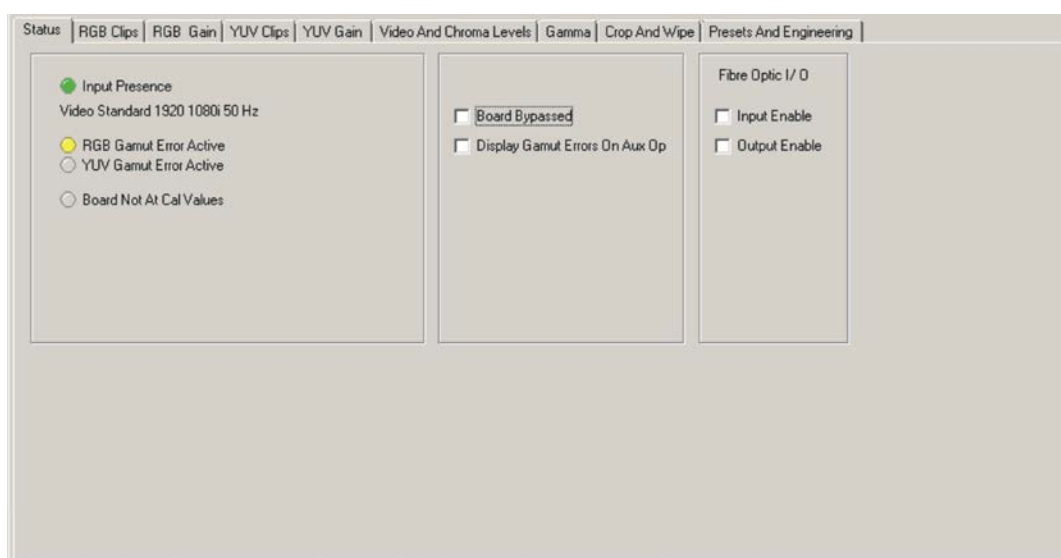 Status RGB Clips RGB Gain YUV Clips YUV Gain Video And Chroma Levels Gamma Crop And Wipe Presets And Engineering
Input Presence
Video Standard 1920 1080i 50 Hz
RGB Gamut Error Active
YUV Gamut Error Active
Board Not At Cal Values
Board Bypassed
Display Gamut Errors On Aux Op
Fibre Optic I/ O
Input Enable
Output Enable